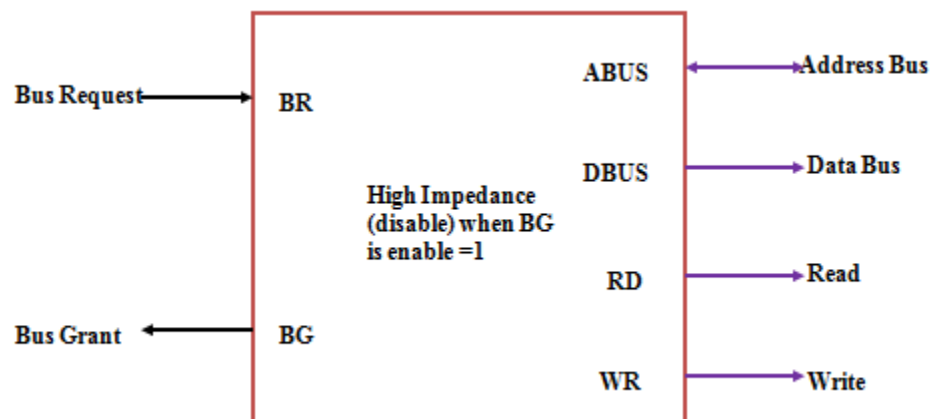 Bus Request
BR
ABUS
Address Bus
DBUS
Data Bus
High Impedance
(disable) when BG
is enable =1
RD
Read
Bus Grant
BG
WR
Write